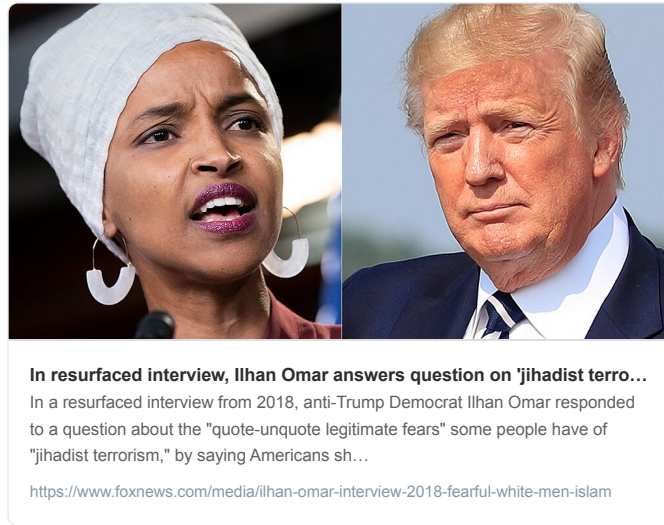 In resurfaced interview, Ilhan Omar answers question on 'jihadist terro…
In a resurfaced interview from 2018, anti-Trump Democrat Ilhan Omar responded
to a question about the "quote-unquote legitimate fears" some people have of
"jihadist terrorism," by saying Americans sh…
https://www.foxnews.com/media/ilhan-omar-interview-2018-fearful-white-men-islam